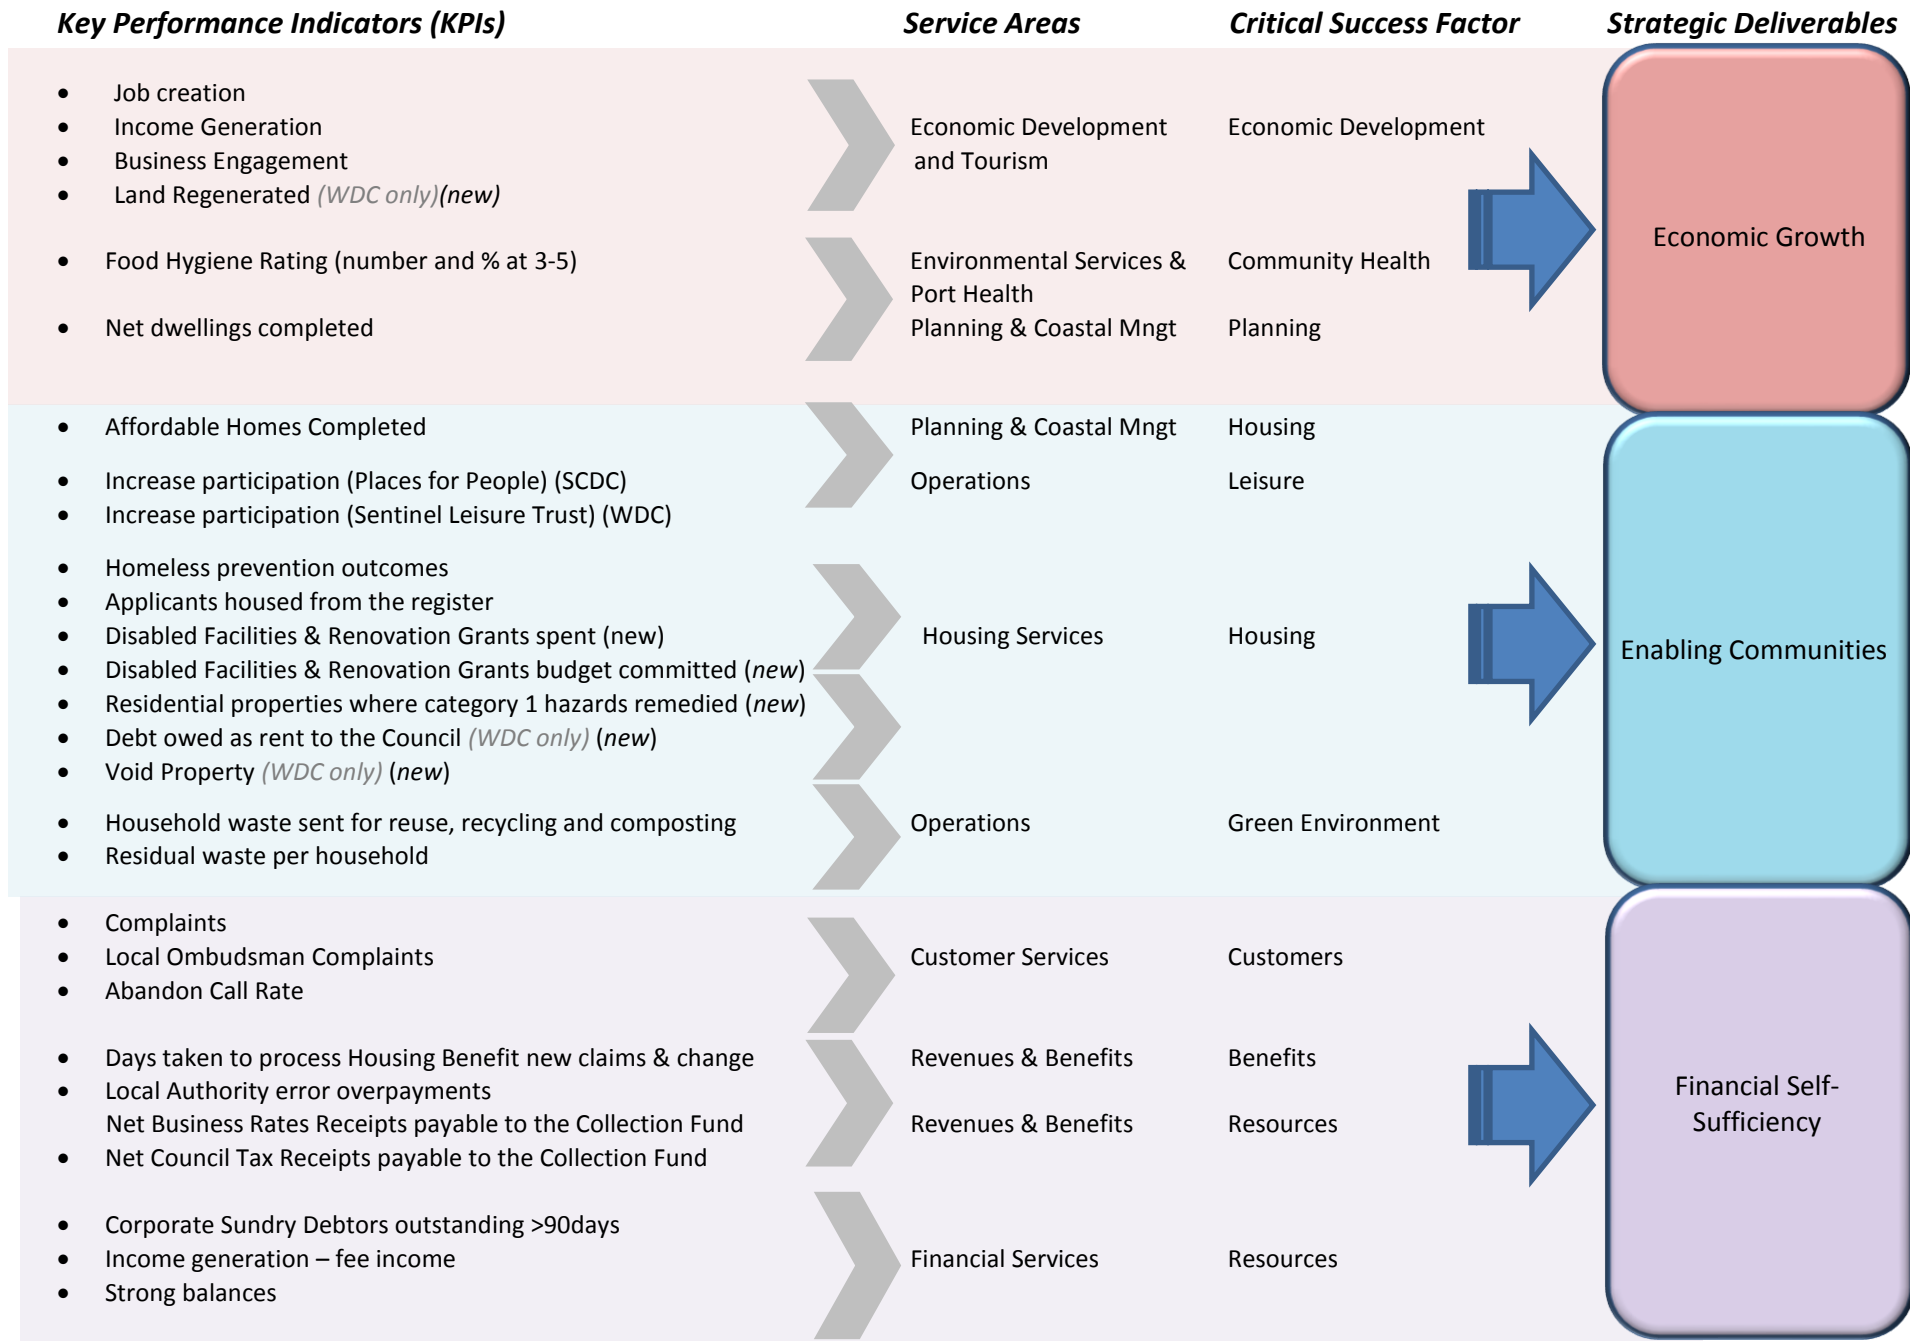 Key Performance Indicators (KPIs) Service Areas Critical Success Factor Strategic Deliverables
• Job creation
• Income Generation Economic Development Economic Development
• Business Engagement and Tourism
• Land Regenerated (WDC only)(new)
Economic Growth
• Food Hygiene Rating (number and % at 3-5) Environmental Services & Community Health
Port Health
• Net dwellings completed Planning & Coastal Mngt Planning
• Affordable Homes Completed Planning & Coastal Mngt Housing
• Increase participation (Places for People) (SCDC) Operations Leisure
• Increase participation (Sentinel Leisure Trust) (WDC)
• Homeless prevention outcomes
• Applicants housed from the register
• Disabled Facilities & Renovation Grants spent (new) Housing Services Housing
Enabling Communities
• Disabled Facilities & Renovation Grants budget committed (new)
• Residential properties where category 1 hazards remedied (new)
• Debt owed as rent to the Council (WDC only) (new)
• Void Property (WDC only) (new)
• Household waste sent for reuse, recycling and composting Operations Green Environment
• Residual waste per household
• Complaints
• Local Ombudsman Complaints Customer Services Customers
• Abandon Call Rate
• Days taken to process Housing Benefit new claims & change Revenues & Benefits Benefits
• Local Authority error overpayments
Financial Self-
Sufficiency
Net Business Rates Receipts payable to the Collection Fund Revenues & Benefits Resources
• Net Council Tax Receipts payable to the Collection Fund
• Corporate Sundry Debtors outstanding >90days
• Income generation – fee income Financial Services Resources
• Strong balances